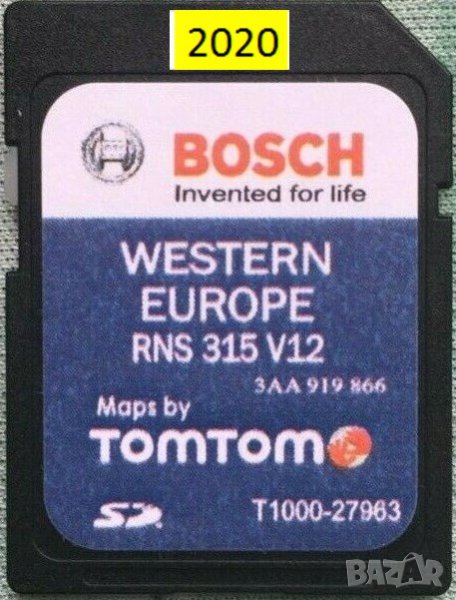 2020
BOSCH
Invented for life
WESTERN
EUROPE
RNS 315 V12
3AA 919 866
Maps by
TOMTOM
SD
T1000-27963
BAZAR